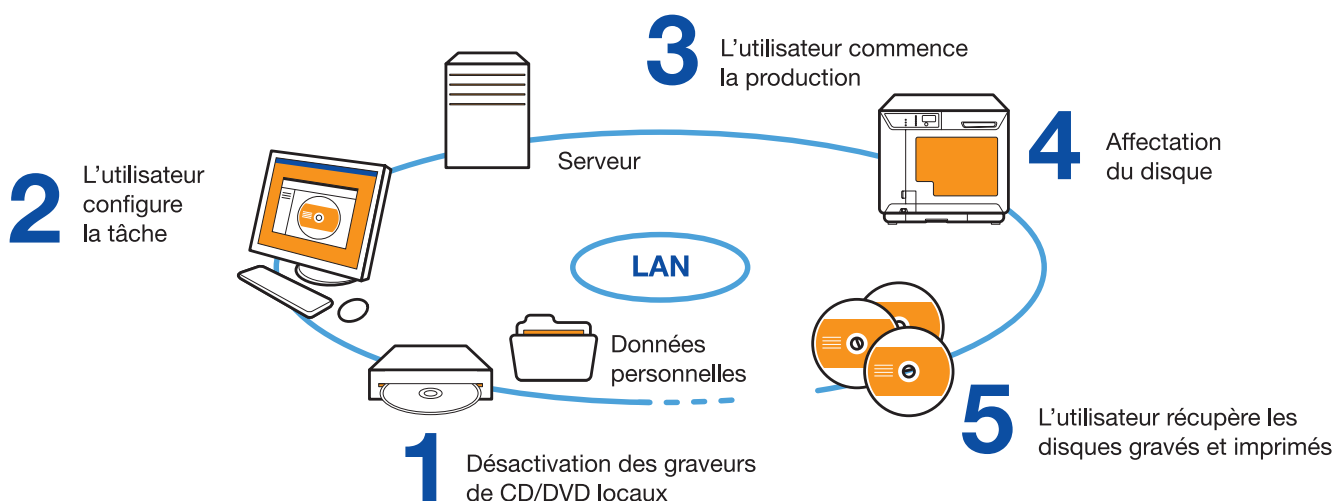 3
L'utilisateur commence
la production
Serveur
4
Affectation
du disque
2
L'utilisateur
configure
la tâche
LAN
Données
personnelles
1
Désactivation des graveurs
de CD/DVD locaux
5
L'utilisateur récupère les
disques gravés et imprimés